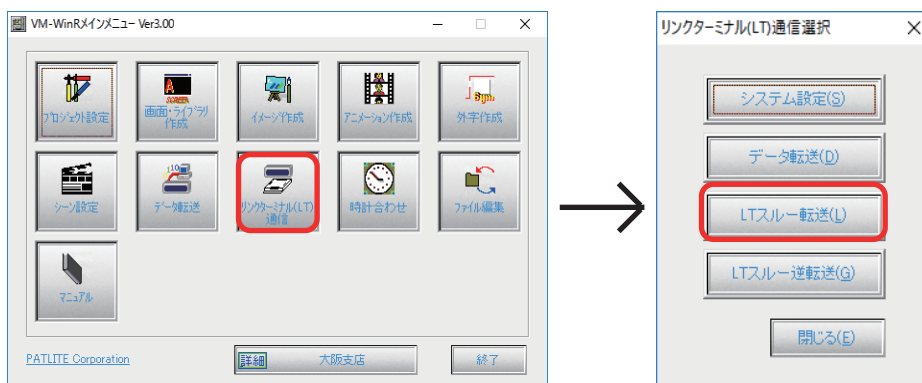 VM-WinRメインメニュー Ver3.00
プロジェクト設定
画面・ライブラリ
作成
イメージ作成
アニメーション作成
外字作成
シーン設定
データ転送
リンクターミナル(LT)
通信
時計合わせ
ファイル編集
マニュアル
PATLITE Corporation
詳細
大阪支店
終了
リンクターミナル(LT)通信選択
システム設定(S)
データ転送(D)
LTスルー転送(L)
LTスルー逆転送(G)
閉じる(E)